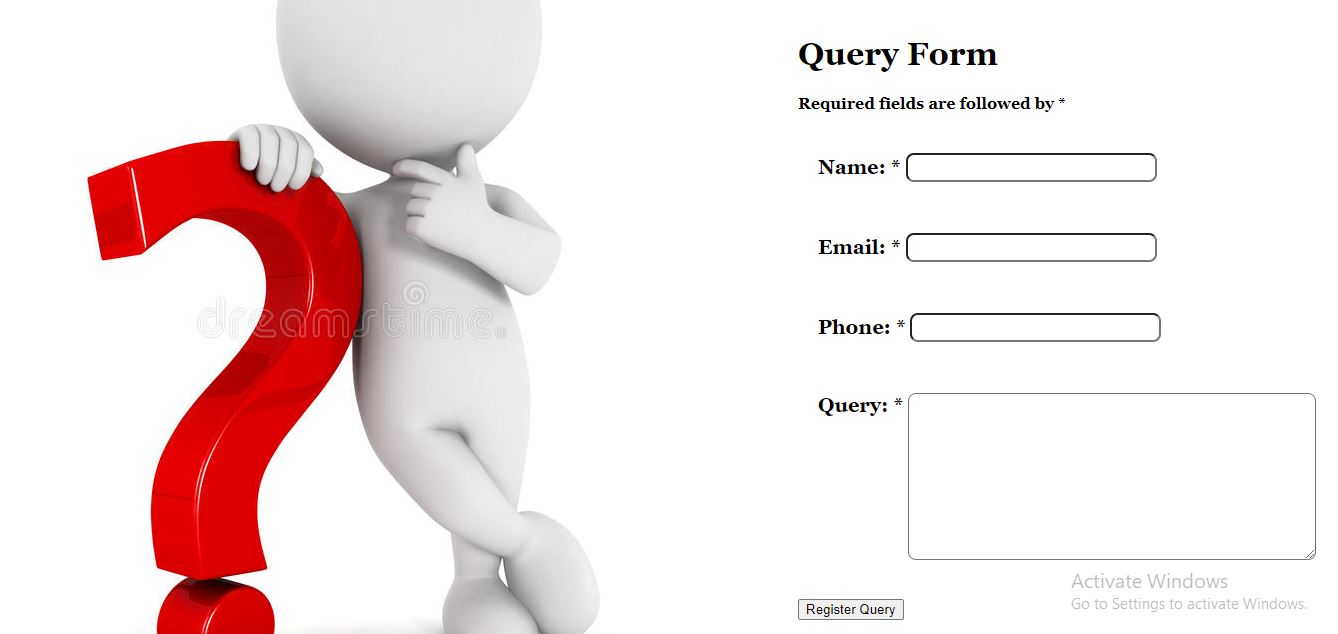 Query Form
Required fields are followed by *
Name: *
Email: *
Phone: *
dreamstime.
Query: *
Activate Windows
Go to Settings to activate Windows.
Register Query